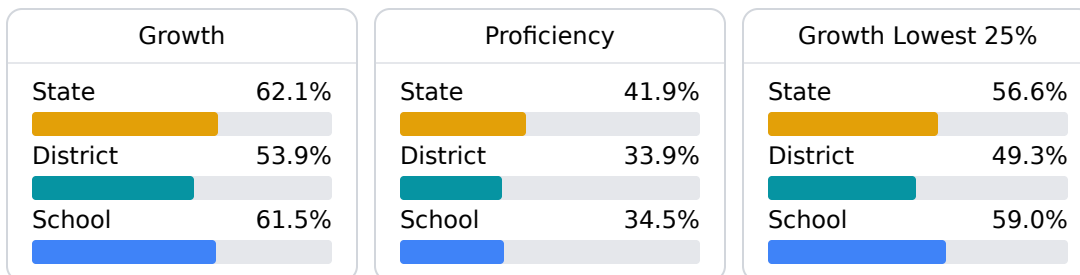 Growth
State 62.1%
District 53.9%
School 61.5%
Proficiency
State 41.9%
District 33.9%
School 34.5%
Growth Lowest 25%
State 56.6%
District 49.3%
School 59.0%